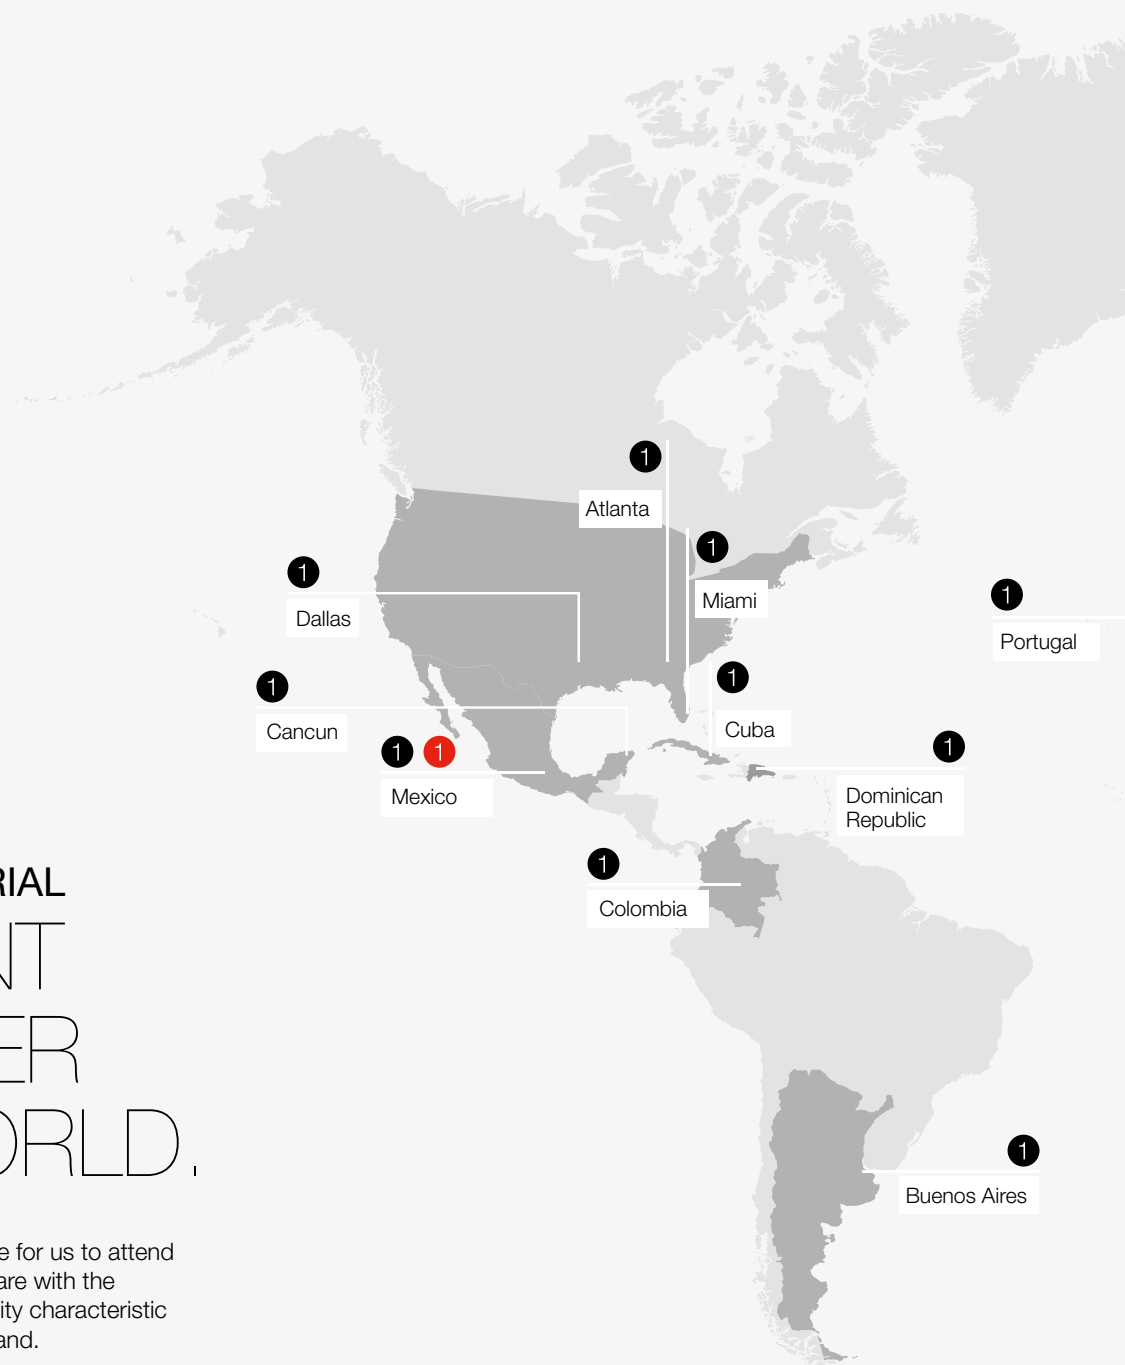 1
Atlanta
1
Miami
1
Dallas
1
Portugal
1
Cancun
1
Cuba
1 1
Mexico
1
Dominican
Republic
1
Colombia
RIAL
NT
ER
ORLD.
1
Buenos Aires
e for us to attend
are with the
ity characteristic
and.